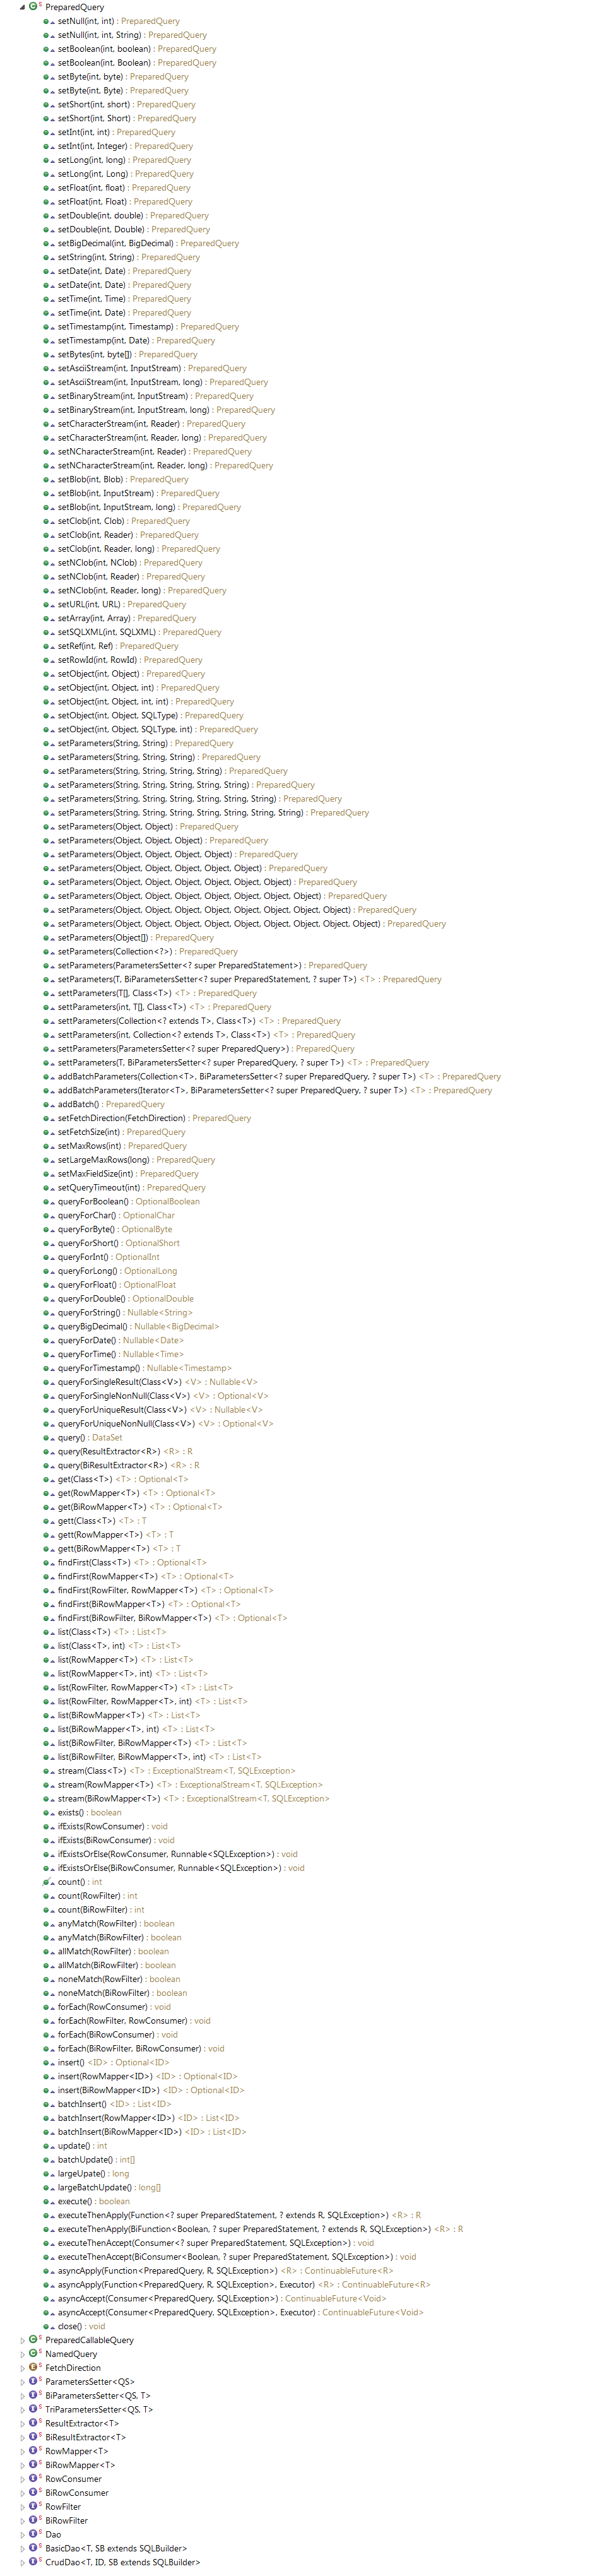 PreparedQuery
setNull(int, int) : PreparedQuery
setNull(int, int, String) : PreparedQuery
setBoolean(int, boolean) : PreparedQuery
setBoolean(int, Boolean) : PreparedQuery
setByte(int, byte) : PreparedQuery
setByte(int, Byte) : PreparedQuery
setShort(int, short) : PreparedQuery
setShort(int, Short) : PreparedQuery
setInt(int, int) : PreparedQuery
setInt(int, Integer) : PreparedQuery
setLong(int, long) : PreparedQuery
setLong(int, Long) : PreparedQuery
setFloat(int, float) : PreparedQuery
setFloat(int, Float) : PreparedQuery
setDouble(int, double) : PreparedQuery
setDouble(int, Double) : PreparedQuery
setBigDecimal(int, BigDecimal) : PreparedQuery
setString(int, String) : PreparedQuery
setDate(int, Date) : PreparedQuery
setDate(int, Date) : PreparedQuery
setTime(int, Time) : PreparedQuery
setTime(int, Date) : PreparedQuery
setTimestamp(int, Timestamp) : PreparedQuery
setTimestamp(int, Date) : PreparedQuery
setBytes(int, byte[]) : PreparedQuery
setAsciiStream(int, InputStream) : PreparedQuery
setAsciiStream(int, InputStream, long) : PreparedQuery
setBinaryStream(int, InputStream) : PreparedQuery
setBinaryStream(int, InputStream, long) : PreparedQuery
setCharacterStream(int, Reader) : PreparedQuery
setCharacterStream(int, Reader, long) : PreparedQuery
setNCharacterStream(int, Reader) : PreparedQuery
setNCharacterStream(int, Reader, long) : PreparedQuery
setBlob(int, Blob) : PreparedQuery
setBlob(int, InputStream) : PreparedQuery
setBlob(int, InputStream, long) : PreparedQuery
setClob(int, Clob) : PreparedQuery
setClob(int, Reader) : PreparedQuery
setClob(int, Reader, long) : PreparedQuery
setNClob(int, NClob) : PreparedQuery
setNClob(int, Reader) : PreparedQuery
setNClob(int, Reader, long) : PreparedQuery
setURL(int, URL) : PreparedQuery
setArray(int, Array) : PreparedQuery
setSQLXML(int, SQLXML) : PreparedQuery
setRef(int, Ref) : PreparedQuery
setRowId(int, RowId) : PreparedQuery
setObject(int, Object) : PreparedQuery
setObject(int, Object, int) : PreparedQuery
setObject(int, Object, int, int) : PreparedQuery
setObject(int, Object, SQLType) : PreparedQuery
setObject(int, Object, SQLType, int) : PreparedQuery
setParameters(String, String) : PreparedQuery
setParameters(String, String, String) : PreparedQuery
setParameters(String, String, String, String) : PreparedQuery
setParameters(String, String, String, String, String) : PreparedQuery
setParameters(String, String, String, String, String, String) : PreparedQuery
setParameters(String, String, String, String, String, String, String) : PreparedQuery
setParameters(Object, Object) : PreparedQuery
setParameters(Object, Object, Object) : PreparedQuery
setParameters(Object, Object, Object, Object) : PreparedQuery
setParameters(Object, Object, Object, Object, Object) : PreparedQuery
setParameters(Object, Object, Object, Object, Object, Object) : PreparedQuery
setParameters(Object, Object, Object, Object, Object, Object, Object) : PreparedQuery
setParameters(Object, Object, Object, Object, Object, Object, Object, Object) : PreparedQuery
setParameters(Object, Object, Object, Object, Object, Object, Object, Object, Object) : PreparedQuery
setParameters(Object[]) : PreparedQuery
setParameters(Collection<?>) : PreparedQuery
setParameters(ParametersSetter<? super PreparedStatement>) : PreparedQuery
setParameters(T, BiParametersSetter<? super PreparedStatement, ? super T>) <T> : PreparedQuery
settParameters(T[], Class<T>) <T> : PreparedQuery
settParameters(int, T[], Class<T>) <T> : PreparedQuery
settParameters(Collection<? extends T>, Class<T>) <T> : PreparedQuery
settParameters(int, Collection<? extends T>, Class<T>) <T> : PreparedQuery
settParameters(ParametersSetter<? super PreparedQuery>) : PreparedQuery
settParameters(T, BiParametersSetter<? super PreparedQuery, ? super T>) <T> : PreparedQuery
addBatchParameters(Collection<T>, BiParametersSetter<? super PreparedQuery, ? super T>) <T> : PreparedQuery
addBatchParameters(Iterator<T>, BiParametersSetter<? super PreparedQuery, ? super T>) <T> : PreparedQuery
addBatch() : PreparedQuery
setFetchDirection(FetchDirection) : PreparedQuery
setFetchSize(int) : PreparedQuery
setMaxRows(int) : PreparedQuery
setLargeMaxRows(long) : PreparedQuery
setMaxFieldSize(int) : PreparedQuery
setQueryTimeout(int) : PreparedQuery
queryForBoolean() : OptionalBoolean
queryForChar() : OptionalChar
queryForByte() : OptionalByte
queryForShort() : OptionalShort
queryForInt() : OptionalInt
queryForLong() : OptionalLong
queryForFloat() : OptionalFloat
queryForDouble() : OptionalDouble
queryForString() : Nullable<String>
queryBigDecimal() : Nullable<BigDecimal>
queryForDate() : Nullable<Date>
queryForTime() : Nullable<Time>
queryForTimestamp() : Nullable<Timestamp>
queryForSingleResult(Class<V>) <V> : Nullable<V>
queryForSingleNonNull(Class<V>) <V> : Optional<V>
queryForUniqueResult(Class<V>) <V> : Nullable<V>
queryForUniqueNonNull(Class<V>) <V> : Optional<V>
query() : DataSet
query(ResultExtractor<R>) <R> : R
query(BiResultExtractor<R>) <R> : R
get(Class<T>) <T> : Optional<T>
get(RowMapper<T>) <T> : Optional<T>
get(BiRowMapper<T>) <T> : Optional<T>
gett(Class<T>) <T> : T
gett(RowMapper<T>) <T> : T
gett(BiRowMapper<T>) <T> : T
findFirst(Class<T>) <T> : Optional<T>
findFirst(RowMapper<T>) <T> : Optional<T>
findFirst(RowFilter, RowMapper<T>) <T> : Optional<T>
findFirst(BiRowMapper<T>) <T> : Optional<T>
findFirst(BiRowFilter, BiRowMapper<T>) <T> : Optional<T>
list(Class<T>) <T> : List<T>
list(Class<T>, int) <T> : List<T>
list(RowMapper<T>) <T> : List<T>
list(RowMapper<T>, int) <T> : List<T>
list(RowFilter, RowMapper<T>) <T> : List<T>
list(RowFilter, RowMapper<T>, int) <T> : List<T>
list(BiRowMapper<T>) <T> : List<T>
list(BiRowMapper<T>, int) <T> : List<T>
list(BiRowFilter, BiRowMapper<T>) <T> : List<T>
list(BiRowFilter, BiRowMapper<T>, int) <T> : List<T>
stream(Class<T>) <T> : ExceptionalStream<T, SQLException>
stream(RowMapper<T>) <T> : ExceptionalStream<T, SQLException>
stream(BiRowMapper<T>) <T> : ExceptionalStream<T, SQLException>
exists() : boolean
ifExists(RowConsumer) : void
ifExists(BiRowConsumer) : void
ifExistsOrElse(RowConsumer, Runnable<SQLException>) : void
ifExistsOrElse(BiRowConsumer, Runnable<SQLException>) : void
count() : int
count(RowFilter) : int
count(BiRowFilter) : int
anyMatch(RowFilter) : boolean
anyMatch(BiRowFilter) : boolean
allMatch(RowFilter) : boolean
allMatch(BiRowFilter) : boolean
noneMatch(RowFilter) : boolean
noneMatch(BiRowFilter) : boolean
forEach(RowConsumer) : void
forEach(RowFilter, RowConsumer) : void
forEach(BiRowConsumer) : void
forEach(BiRowFilter, BiRowConsumer) : void
insert() <ID> : Optional<ID>
insert(RowMapper<ID>) <ID> : Optional<ID>
insert(BiRowMapper<ID>) <ID> : Optional<ID>
batchInsert() <ID> : List<ID>
batchInsert(RowMapper<ID>) <ID> : List<ID>
batchInsert(BiRowMapper<ID>) <ID> : List<ID>
update() : int
batchUpdate() : int[]
largeUpate() : long
largeBatchUpdate() : long[]
execute() : boolean
executeThenApply(Function<? super PreparedStatement, ? extends R, SQLException>) <R> : R
executeThenApply(BiFunction<Boolean, ? super PreparedStatement, ? extends R, SQLException>) <R> : R
executeThenAccept(Consumer<? super PreparedStatement, SQLException>) : void
executeThenAccept(BiConsumer<Boolean, ? super PreparedStatement, SQLException>) : void
asyncApply(Function<PreparedQuery, R, SQLException>) <R> : ContinuableFuture<R>
asyncApply(Function<PreparedQuery, R, SQLException>, Executor) <R> : ContinuableFuture<R>
asyncAccept(Consumer<PreparedQuery, SQLException>) : ContinuableFuture<Void>
asyncAccept(Consumer<PreparedQuery, SQLException>, Executor) : ContinuableFuture<Void>
close() : void
PreparedCallableQuery
NamedQuery
FetchDirection
ParametersSetter<QS>
BiParametersSetter<QS, T>
TriParametersSetter<QS, T>
ResultExtractor<T>
BiResultExtractor<T>
RowMapper<T>
BiRowMapper<T>
RowConsumer
BiRowConsumer
RowFilter
BiRowFilter
Dao
BasicDao<T, SB extends SQLBuilder>
CrudDao<T, ID, SB extends SQLBuilder>